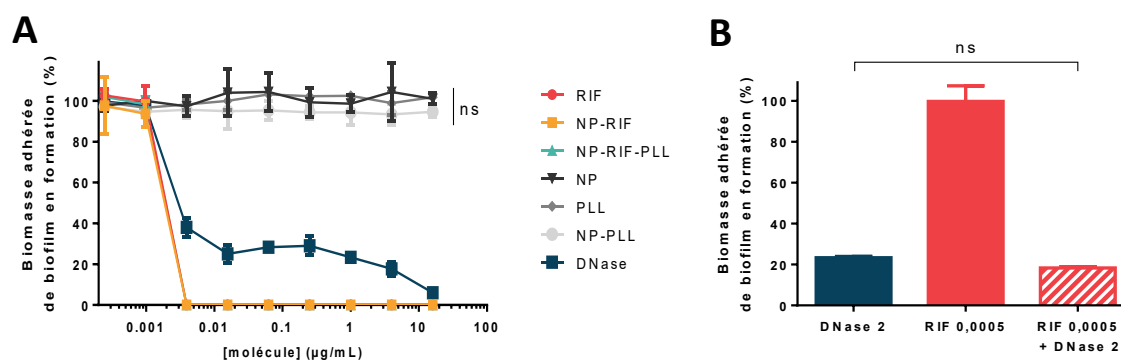 A
Biomasse adhérée
de biofilm en formation (%)
100
80
60
40
20
0
0.001
0.01
0.1
1
10
100
[molécule] (µg/mL)
ns
RIF
NP-RIF
NP-RIF-PLL
NP
PLL
NP-PLL
DNase
B
ns
Biomasse adhérée
de biofilm en formation (%)
100
80
60
40
20
0
DNase 2
RIF 0,0005
RIF 0,0005
+ DNase 2